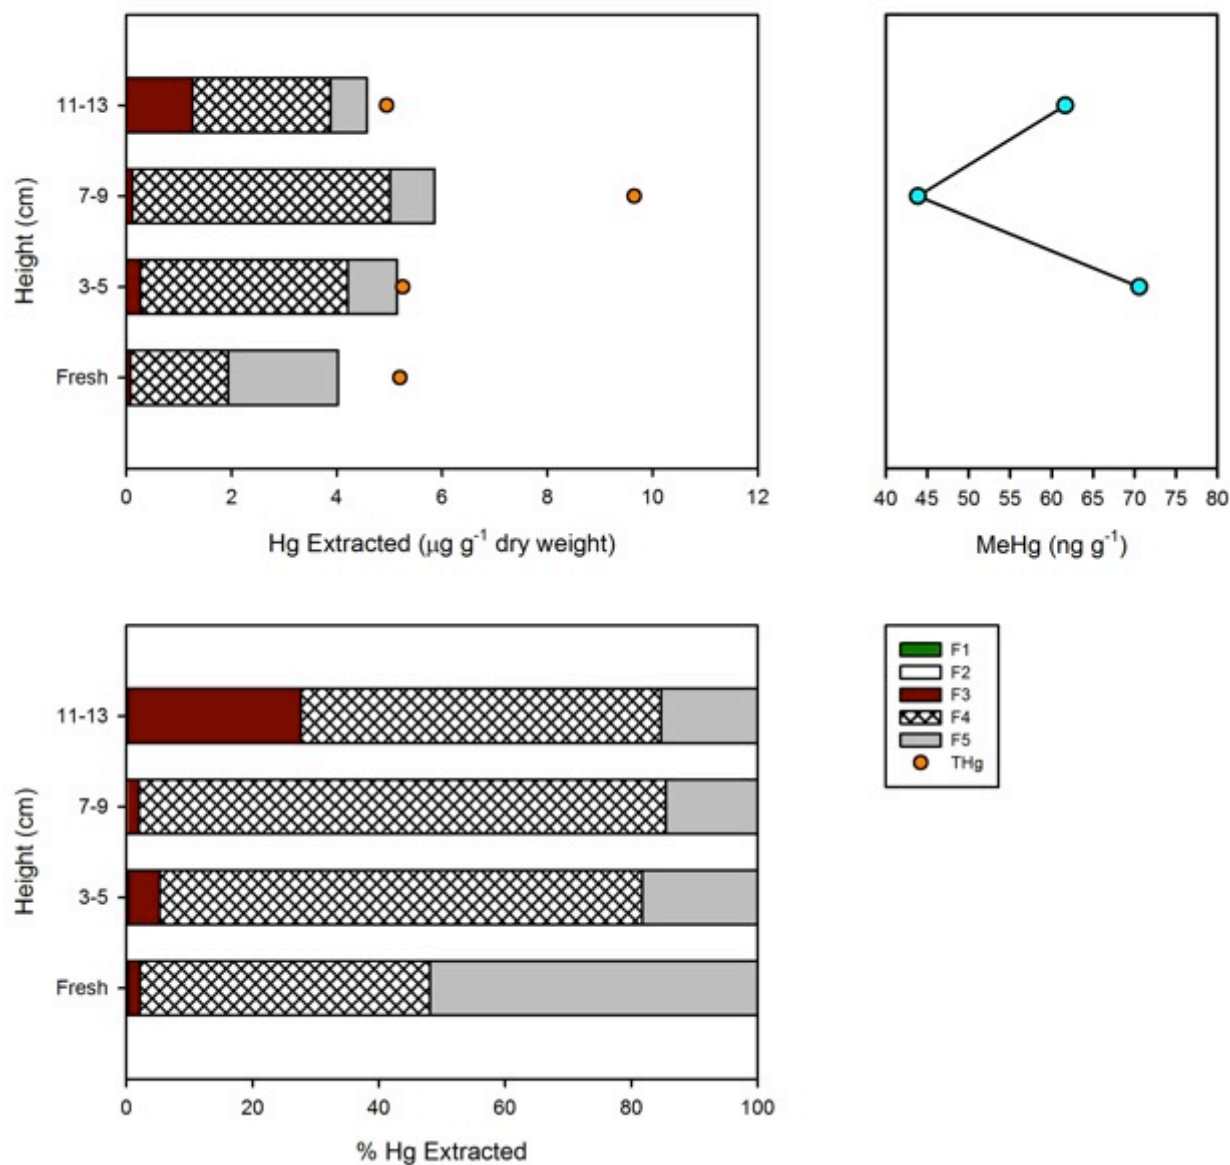 Height (cm)
11-13
7-9
3-5
Fresh
0 2 4 6 8 10 12
Hg Extracted (μg g⁻¹ dry weight)
40 45 55 55 60 65 70 75 80
MeHg (ng g⁻¹)
Height (cm)
11-13
7-9
3-5
Fresh
0 20 40 60 80 100
% Hg Extracted
F1
F2
F3
F4
F5
THg